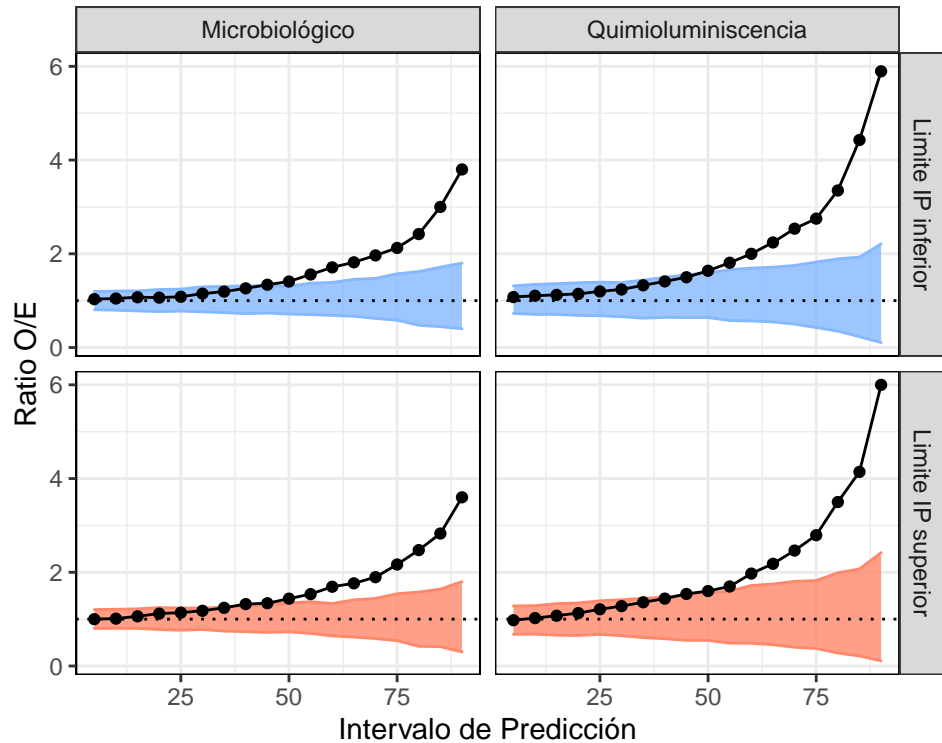 Microbiológico
Quimioluminiscencia
6
4
2
0
Limite IP inferior
6
4
2
0
Limite IP superior
Ratio O/E
25
50
75
25
50
75
Intervalo de Predicción